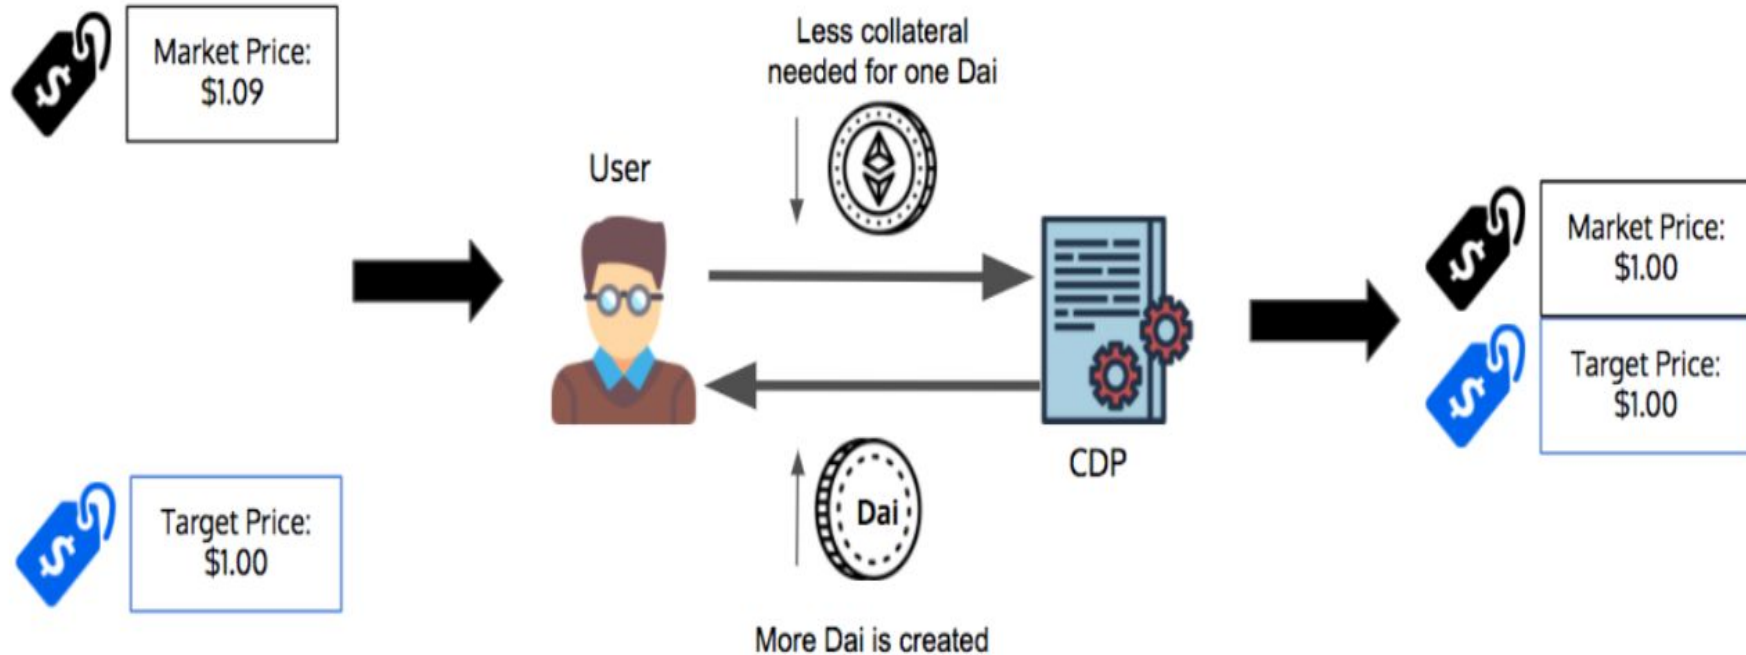 Market Price:
$1.09
Target Price:
$1.00
User
Less collateral
needed for one Dai
Dai
More Dai is created
CDP
Market Price:
$1.00
Target Price:
$1.00